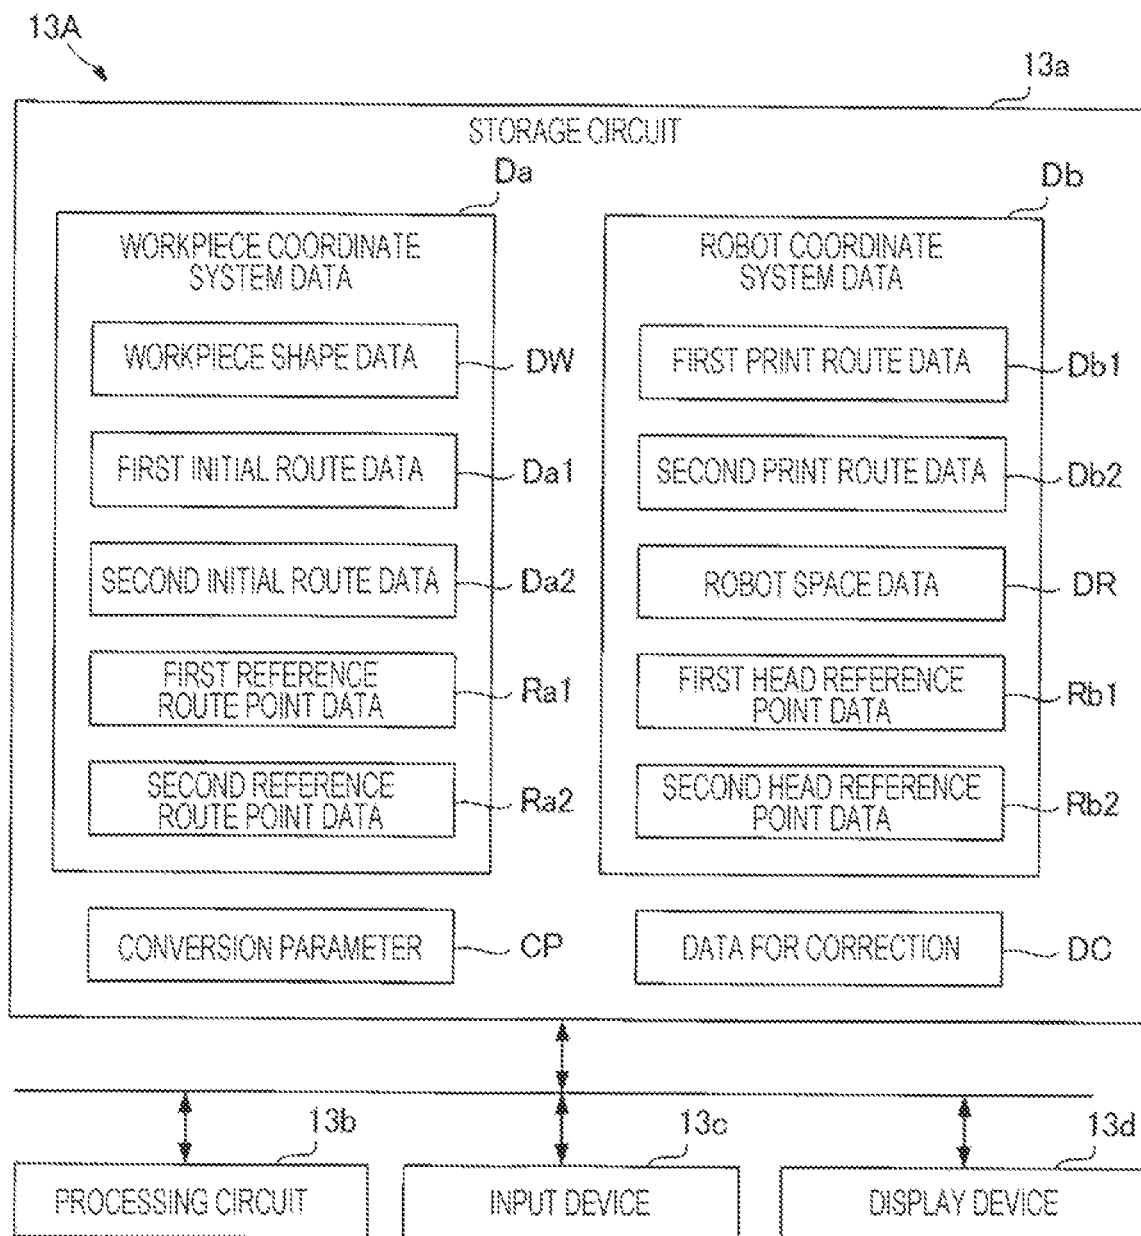 13A
13a
STORAGE CIRCUIT
Da
Db
WORKPIECE COORDINATE
SYSTEM DATA
ROBOT COORDINATE
SYSTEM DATA
WORKPIECE SHAPE DATA
DW
FIRST PRINT ROUTE DATA
Db1
FIRST INITIAL ROUTE DATA
Da1
SECOND PRINT ROUTE DATA
Db2
SECOND INITIAL ROUTE DATA
Da2
ROBOT SPACE DATA
DR
FIRST REFERENCE
ROUTE POINT DATA
Ra1
FIRST HEAD REFERENCE
POINT DATA
Rb1
SECOND REFERENCE
ROUTE POINT DATA
Ra2
SECOND HEAD REFERENCE
POINT DATA
Rb2
CONVERSION PARAMETER
CP
DATA FOR CORRECTION
DC
13b
13c
13d
PROCESSING CIRCUIT
INPUT DEVICE
DISPLAY DEVICE